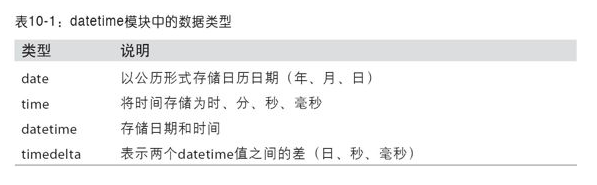 表10-1：datetime模块中的数据类型
类型 说明
date 以公历形式存储日历日期（年、月、日）
time 将时间存储为时、分、秒、毫秒
datetime 存储日期和时间
timedelta 表示两个datetime值之间的差（日、秒、毫秒）